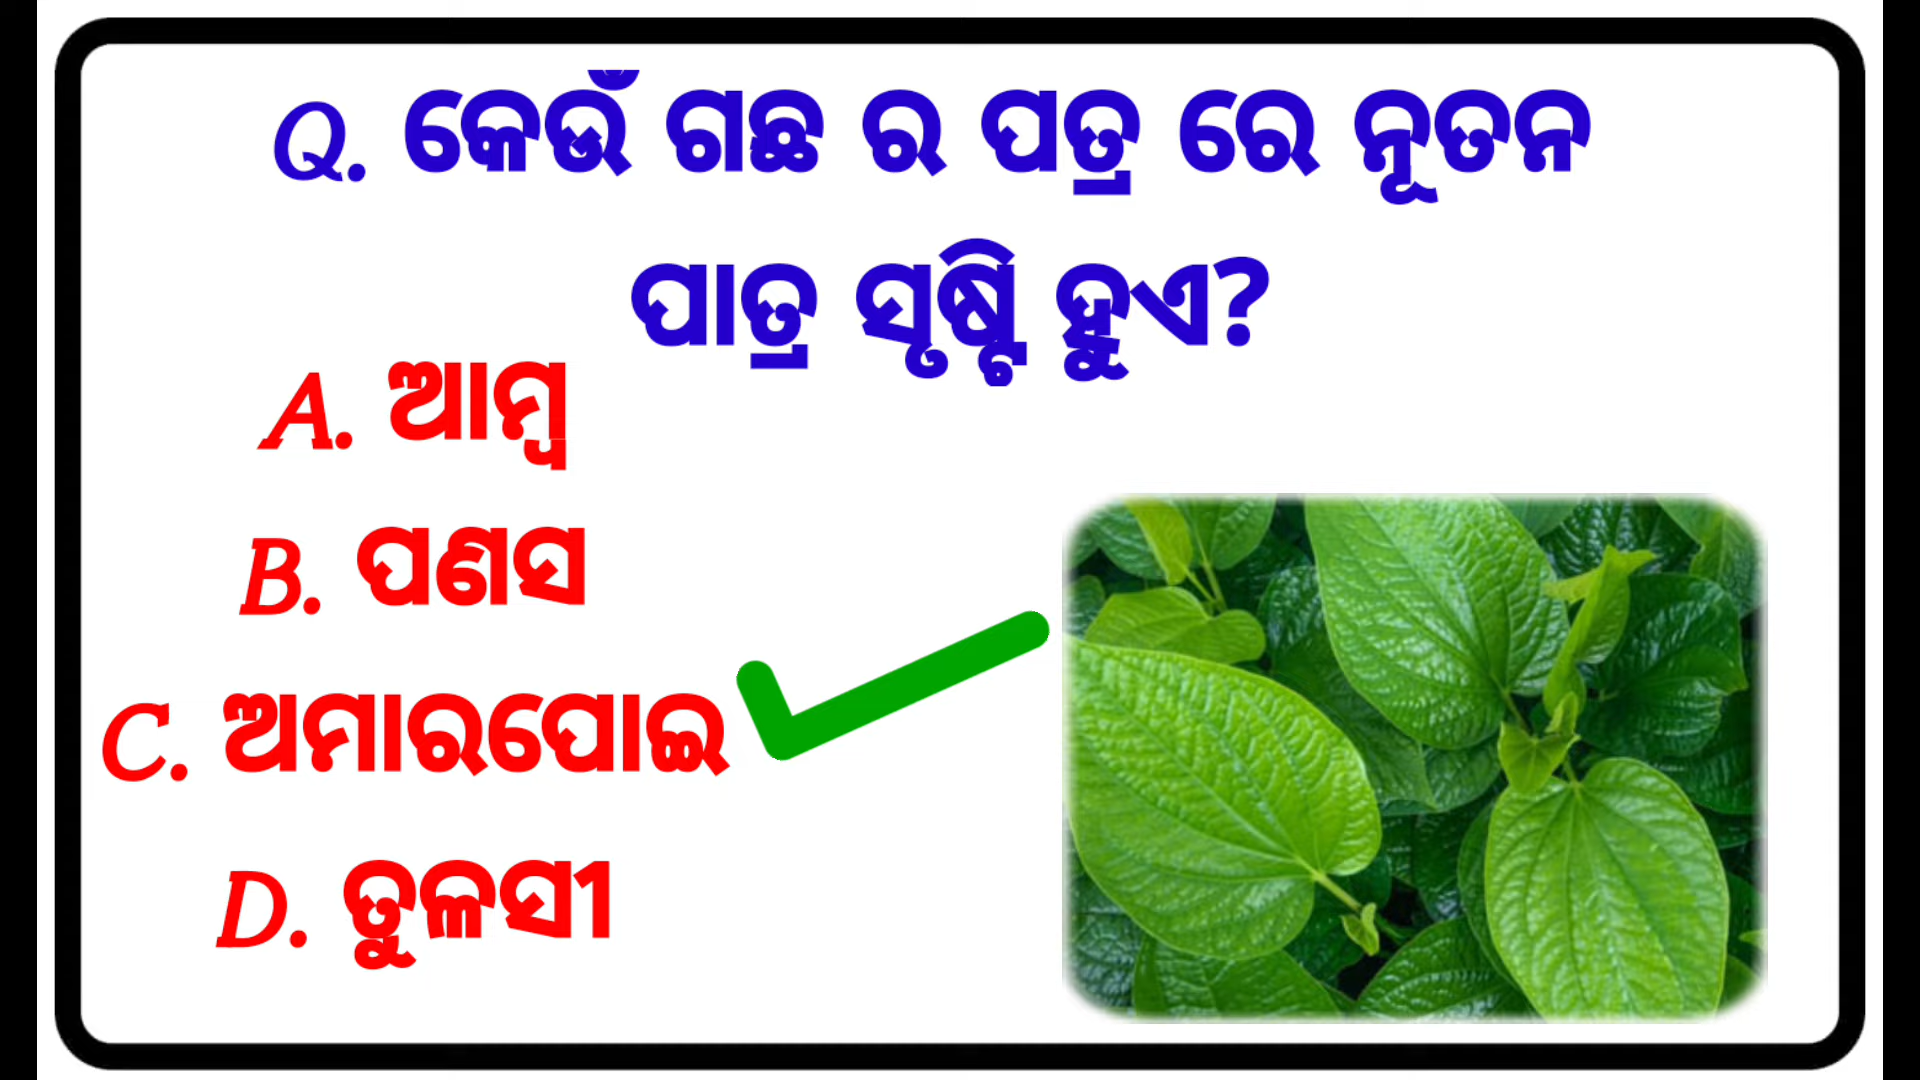 Q. କେଉଁ ଗଛ ର ପତ୍ର ରେ ନୂତନ
ପାତ୍ର ସୃଷ୍ଟି ହୁଏ?
A. ଆମ୍ବ
B. ପଣସ
C. ଅମାରପୋଇ
D. ତୁଳସୀ